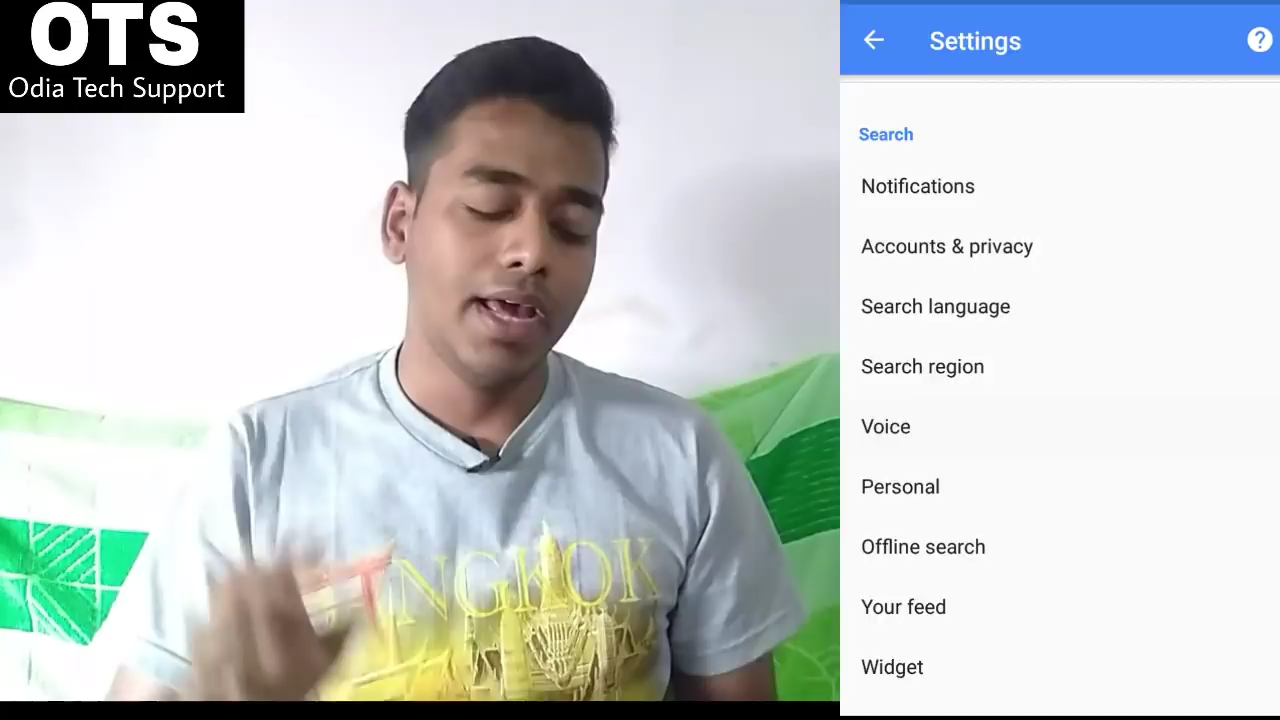 OTS
Odia Tech Support
Settings
?
Search
Notifications
Accounts & privacy
Search language
Search region
Voice
Personal
Offline search
Your feed
Widget
NGKOK